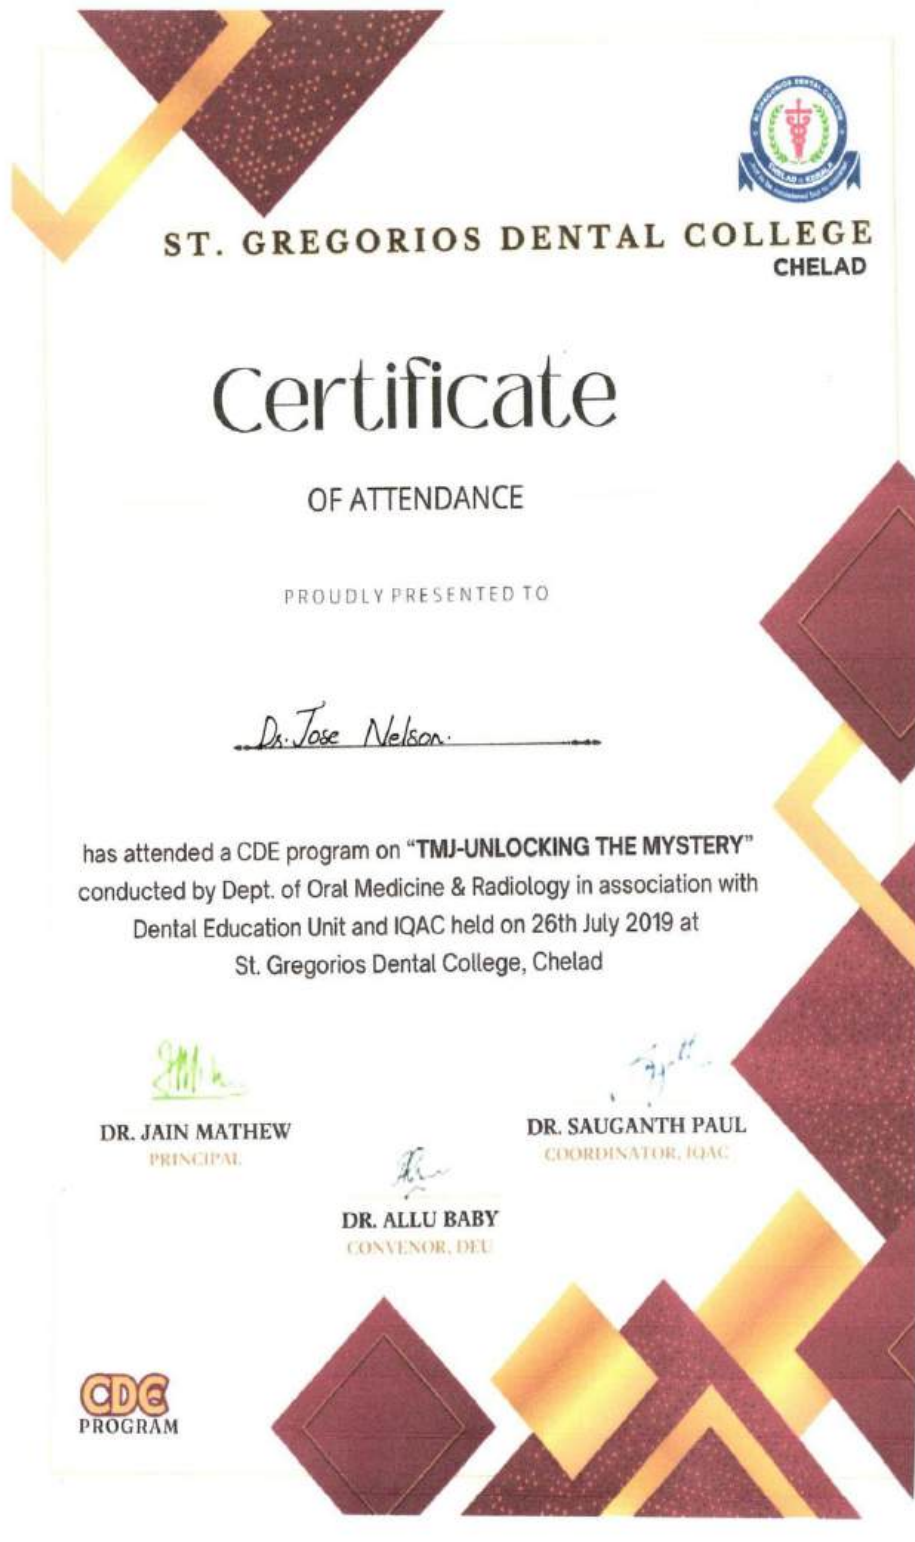 ST. GREGORIOS DENTAL COLLEGE
CHELAD
Certificate
OF ATTENDANCE
PROUDLY PRESENTED TO
Dr. Jose Nelson.
has attended a CDE program on “TMJ-UNLOCKING THE MYSTERY”
conducted by Dept. of Oral Medicine & Radiology in association with
Dental Education Unit and IQAC held on 26th July 2019 at
St. Gregorios Dental College, Chelad
DR. JAIN MATHEW
PRINCIPAL
DR. SAUGANTH PAUL
COORDINATOR, IQAC
DR. ALLU BABY
CONVENOR, DEU
CDE
PROGRAM